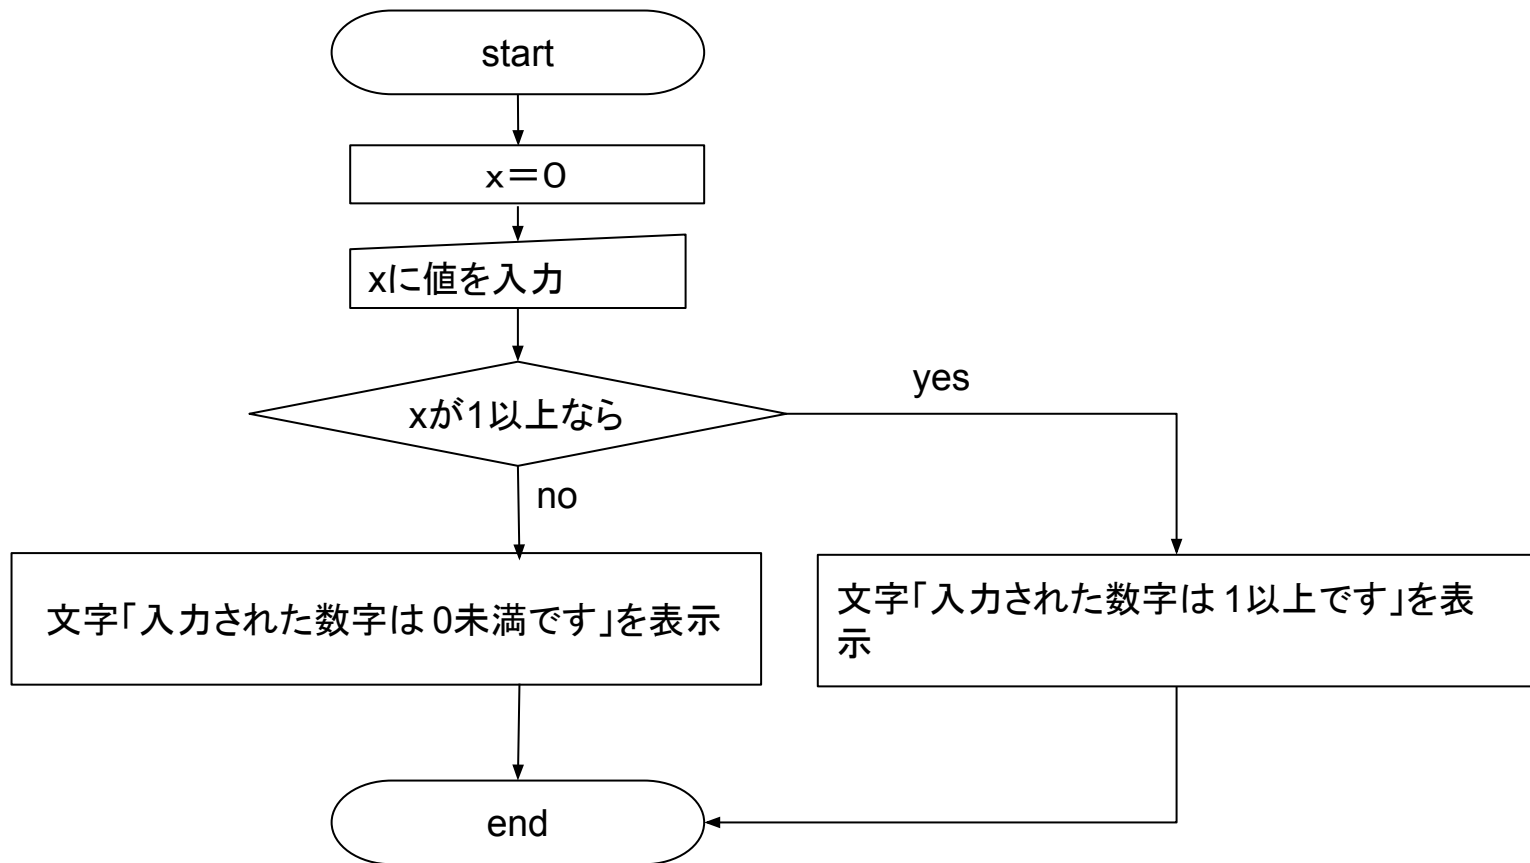 start
x＝0
xに値を入力
xが1以上なら
yes
no
文字「入力された数字は0未満です」を表示
文字「入力された数字は1以上です」を表
示
end